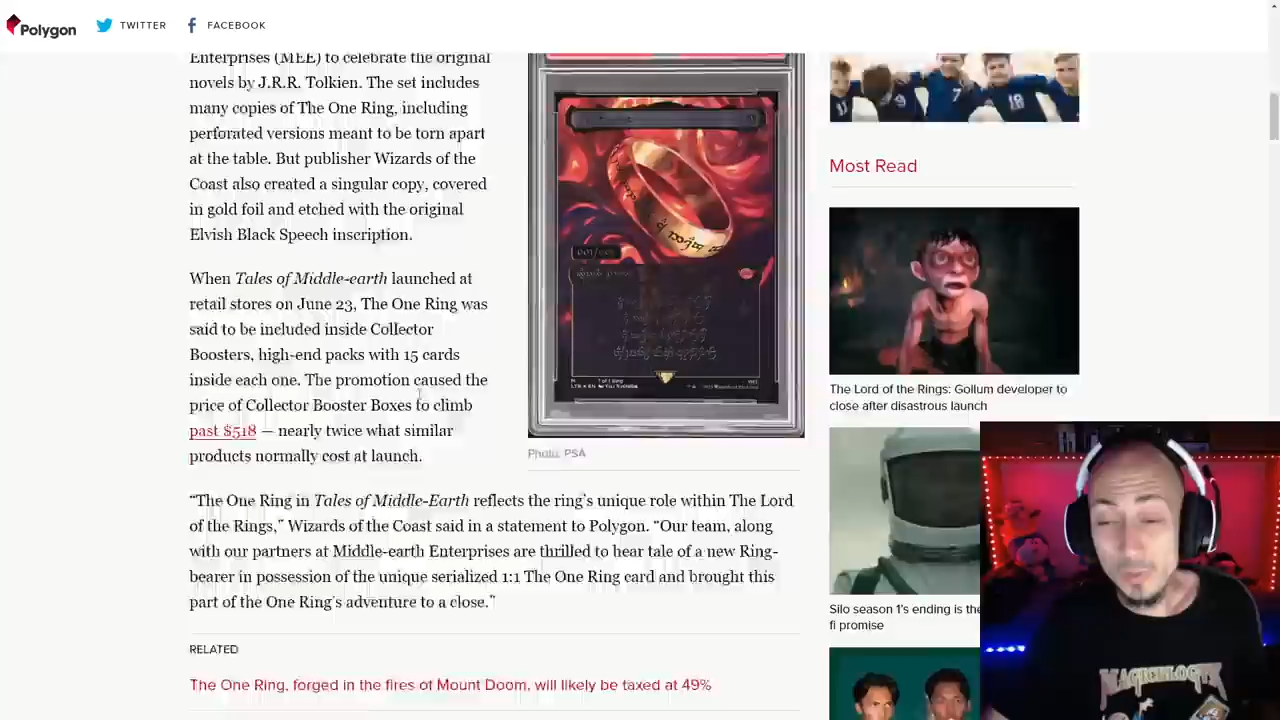 Polygon
TWITTER
FACEBOOK
Enterprises (MEE) to celebrate the original
novels by J.R.R. Tolkien. The set includes
many copies of The One Ring, including
perforated versions meant to be torn apart
at the table. But publisher Wizards of the
Coast also created a singular copy, covered
in gold foil and etched with the original
Elvish Black Speech inscription.
When Tales of Middle-earth launched at
retail stores on June 23, The One Ring was
said to be included inside Collector
Boosters, high-end packs with 15 cards
inside each one. The promotion caused the
price of Collector Booster Boxes to climb
past $518 — nearly twice what similar
products normally cost at launch.
Photo: PSA
"The One Ring in Tales of Middle-Earth reflects the ring's unique role within The Lord
of the Rings," Wizards of the Coast said in a statement to Polygon. "Our team, along
with our partners at Middle-earth Enterprises are thrilled to hear tale of a new Ring-
bearer in possession of the unique serialized 1:1 The One Ring card and brought this
part of the One Ring's adventure to a close."
RELATED
The One Ring, forged in the fires of Mount Doom, will likely be taxed at 49%
11
9
7
18
Most Read
The Lord of the Rings: Gollum developer to
close after disastrous launch
Silo season 1's ending is the
fi promise